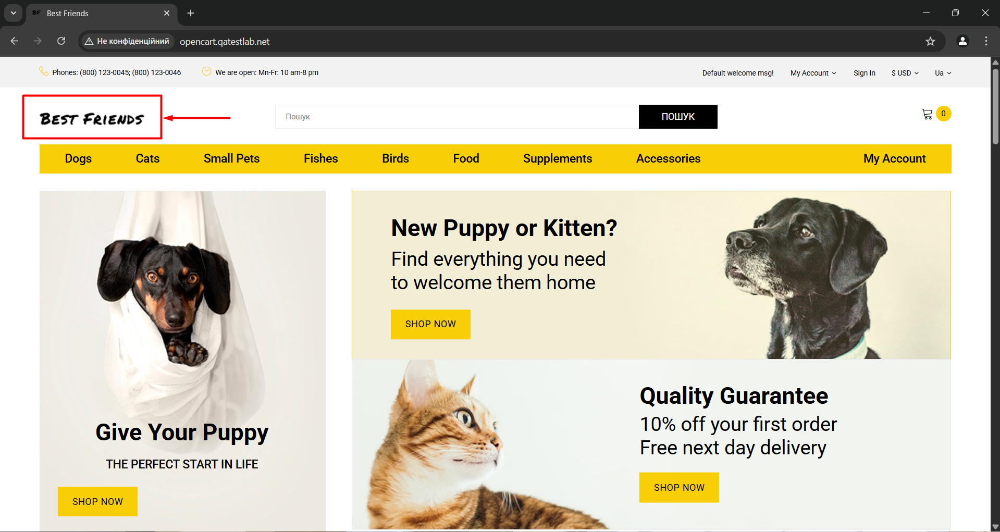 BF Best Friends
Не конфіденційний opencart.qatestlab.net
Phones: (800) 123-0045; (800) 123-0046 We are open: Mn-Fr: 10 am-8 pm Default welcome msg! My Account Sign In $ USD Ua
Best Friends Пошук ПОШУК 0
Dogs Cats Small Pets Fishes Birds Food Supplements Accessories My Account
Give Your Puppy
THE PERFECT START IN LIFE
SHOP NOW
New Puppy or Kitten?
Find everything you need
to welcome them home
SHOP NOW
Quality Guarantee
10% off your first order
Free next day delivery
SHOP NOW